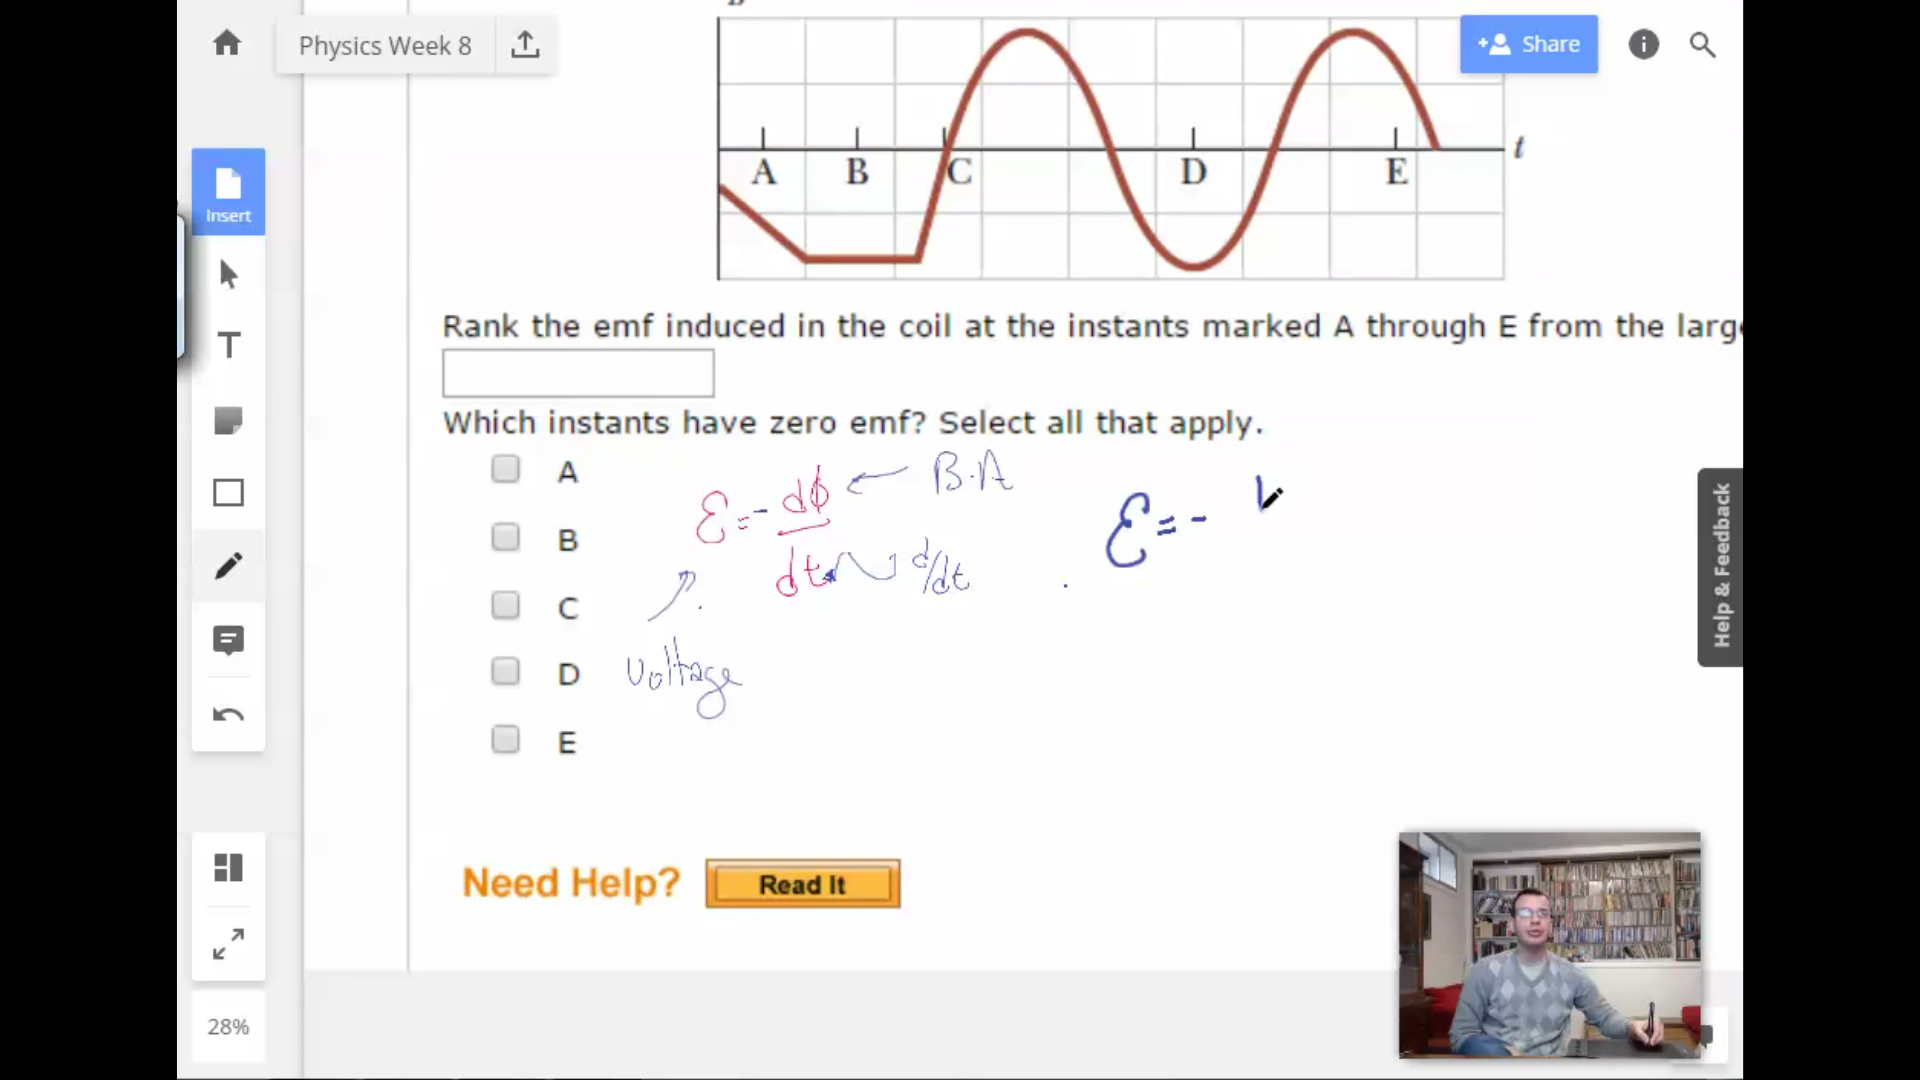 Physics Week 8
Share
Insert
T
A B C D E t
Rank the emf induced in the coil at the instants marked A through E from the large
Which instants have zero emf? Select all that apply.
A
B
C
D
E
ℰ = - dϕ/dt ← B·A
d/dt
voltage
ℰ = -
Need Help? Read It
Help & Feedback
28%